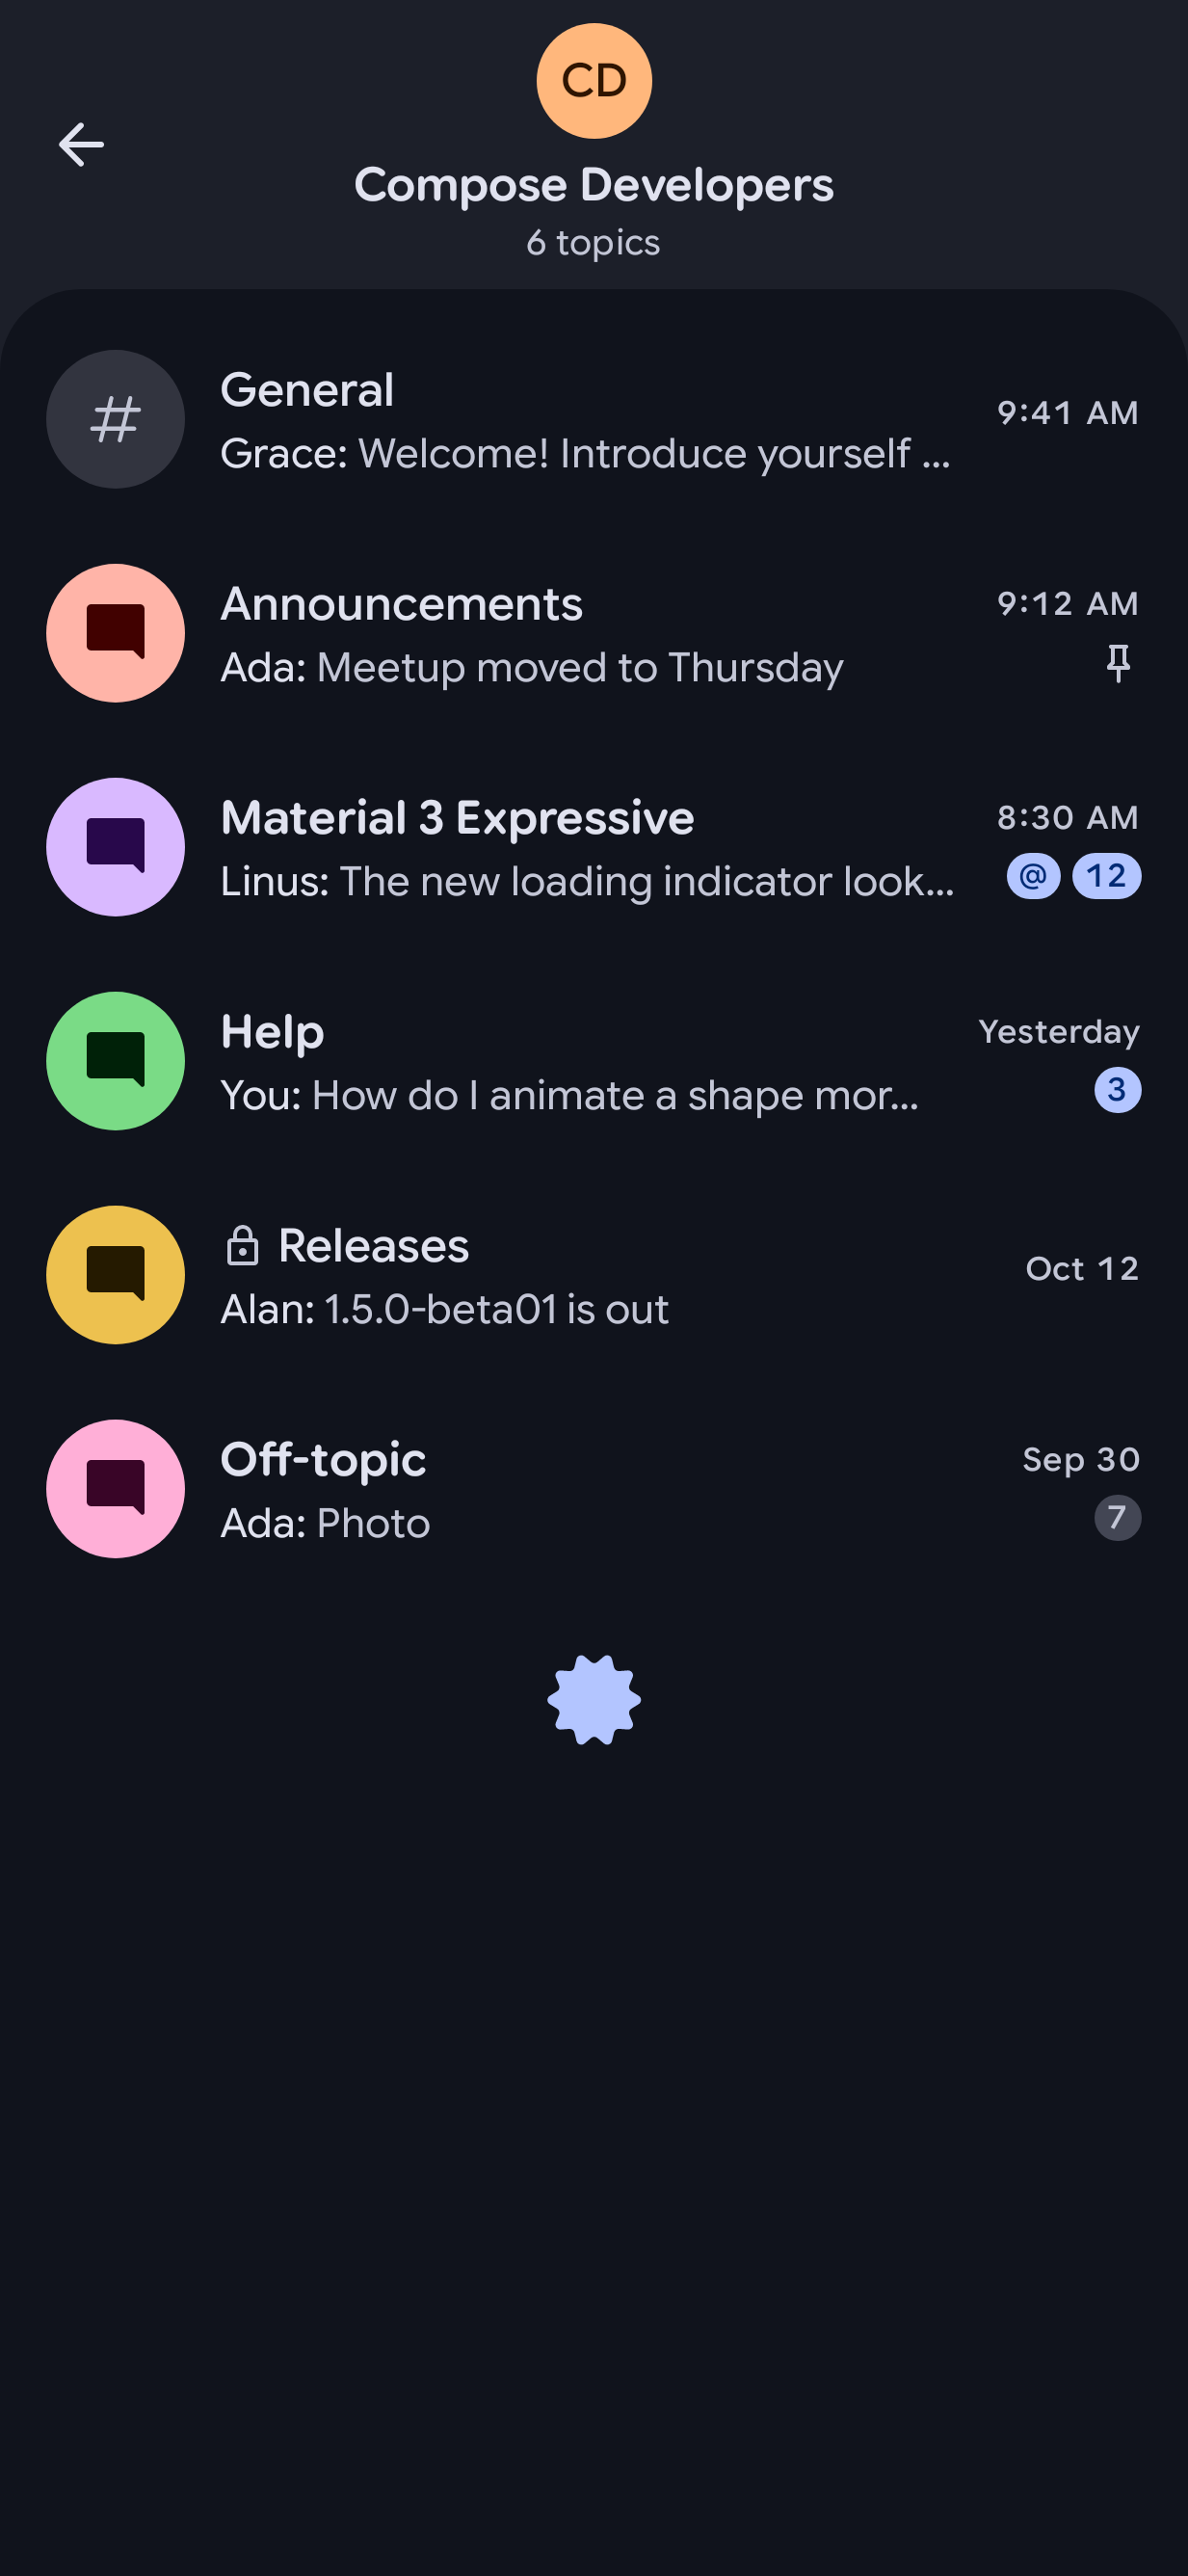 CD
Compose Developers
6 topics
General
9:41 AM
Grace: Welcome! Introduce yourself ...
Announcements
9:12 AM
Ada: Meetup moved to Thursday
Material 3 Expressive
8:30 AM
Linus: The new loading indicator look...
@ 12
Help
Yesterday
You: How do I animate a shape mor...
3
Releases
Oct 12
Alan: 1.5.0-beta01 is out
Off-topic
Sep 30
Ada: Photo
7